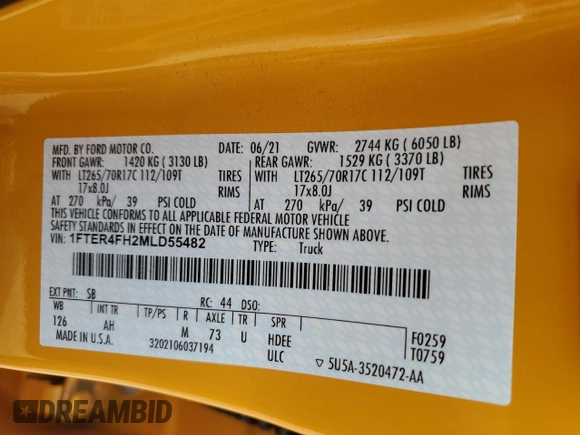 MFD. BY FORD MOTOR CO. DATE: 06/21 GVWR: 2744 KG (6050 LB)
FRONT GAWR: 1420 KG (3130 LB) REAR GAWR: 1529 KG (3370 LB)
WITH LT265/70R17C 112/109T TIRES LT265/70R17C 112/109T TIRES
17x8.0J RIMS 17x8.0J RIMS
AT 270 kPa/ 39 PSI COLD AT 270 kPa/ 39 PSI COLD
THIS VEHICLE CONFORMS TO ALL APPLICABLE FEDERAL MOTOR VEHICLE
SAFETY STANDARDS IN EFFECT ON THE DATE OF MANUFACTURE SHOWN ABOVE.
VIN: 1FTER4FH2MLD55482 TYPE: Truck
EXT PNT: SB RC: 44 DSO:
WB INT TR TP/PS R AXLE TR SPR
126 AH M 73 U HDEE F0259
ULC T0759
MADE IN U.S.A. 3202106037194 5U5A-3520472-AA
DREAMBID